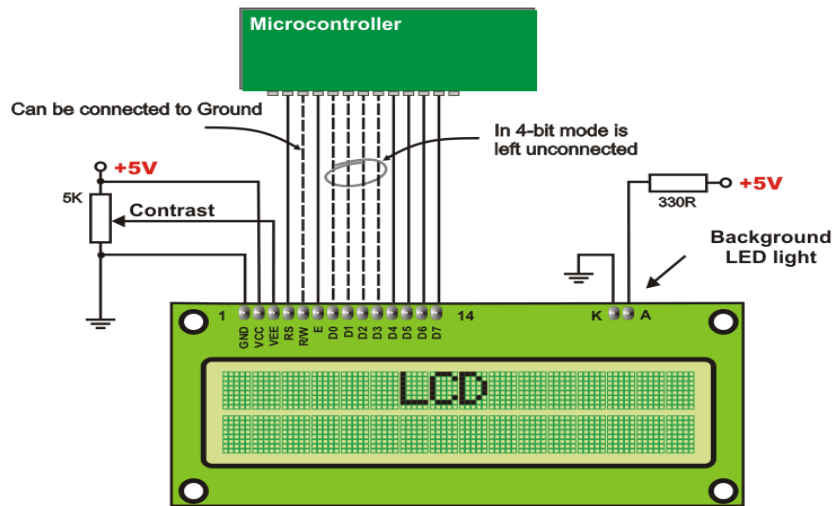 Microcontroller
Can be connected to Ground
In 4-bit mode is
left unconnected
+5V
+5V
5K
330R
Contrast
Background
LED light
1
14
K
A
GND
VCC
VEE
RS
R/W
E
D0
D1
D2
D3
D4
D5
D6
D7
LCD